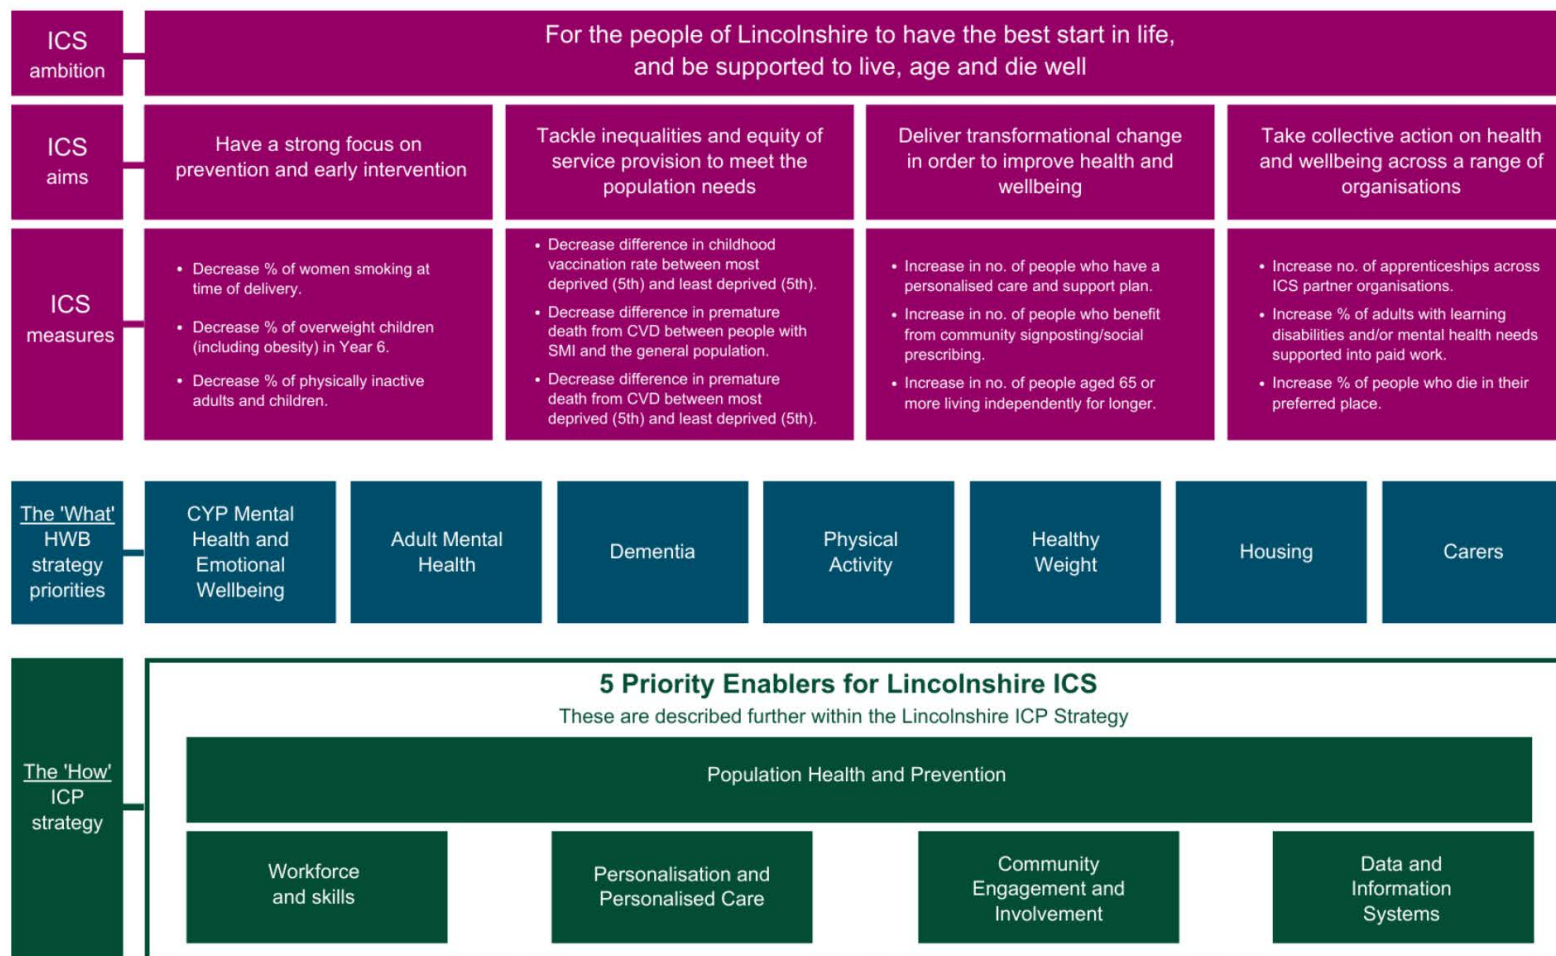 ICS
ambition
For the people of Lincolnshire to have the best start in life,
and be supported to live, age and die well
ICS
aims
Have a strong focus on
prevention and early intervention
Tackle inequalities and equity of
service provision to meet the
population needs
Deliver transformational change
in order to improve health and
wellbeing
Take collective action on health
and wellbeing across a range of
organisations
ICS
measures
• Decrease % of women smoking at
time of delivery.
• Decrease % of overweight children
(including obesity) in Year 6.
• Decrease % of physically inactive
adults and children.
• Decrease difference in childhood
vaccination rate between most
deprived (5th) and least deprived (5th).
• Decrease difference in premature
death from CVD between people with
SMI and the general population.
• Decrease difference in premature
death from CVD between most
deprived (5th) and least deprived (5th).
• Increase in no. of people who have a
personalised care and support plan.
• Increase in no. of people who benefit
from community signposting/social
prescribing.
• Increase in no. of people aged 65 or
more living independently for longer.
• Increase no. of apprenticeships across
ICS partner organisations.
• Increase % of adults with learning
disabilities and/or mental health needs
supported into paid work.
• Increase % of people who die in their
preferred place.
The 'What'
HWB
strategy
priorities
CYP Mental
Health and
Emotional
Wellbeing
Adult Mental
Health
Dementia
Physical
Activity
Healthy
Weight
Housing
Carers
The 'How'
ICP
strategy
5 Priority Enablers for Lincolnshire ICS
These are described further within the Lincolnshire ICP Strategy
Population Health and Prevention
Workforce
and skills
Personalisation and
Personalised Care
Community
Engagement and
Involvement
Data and
Information
Systems